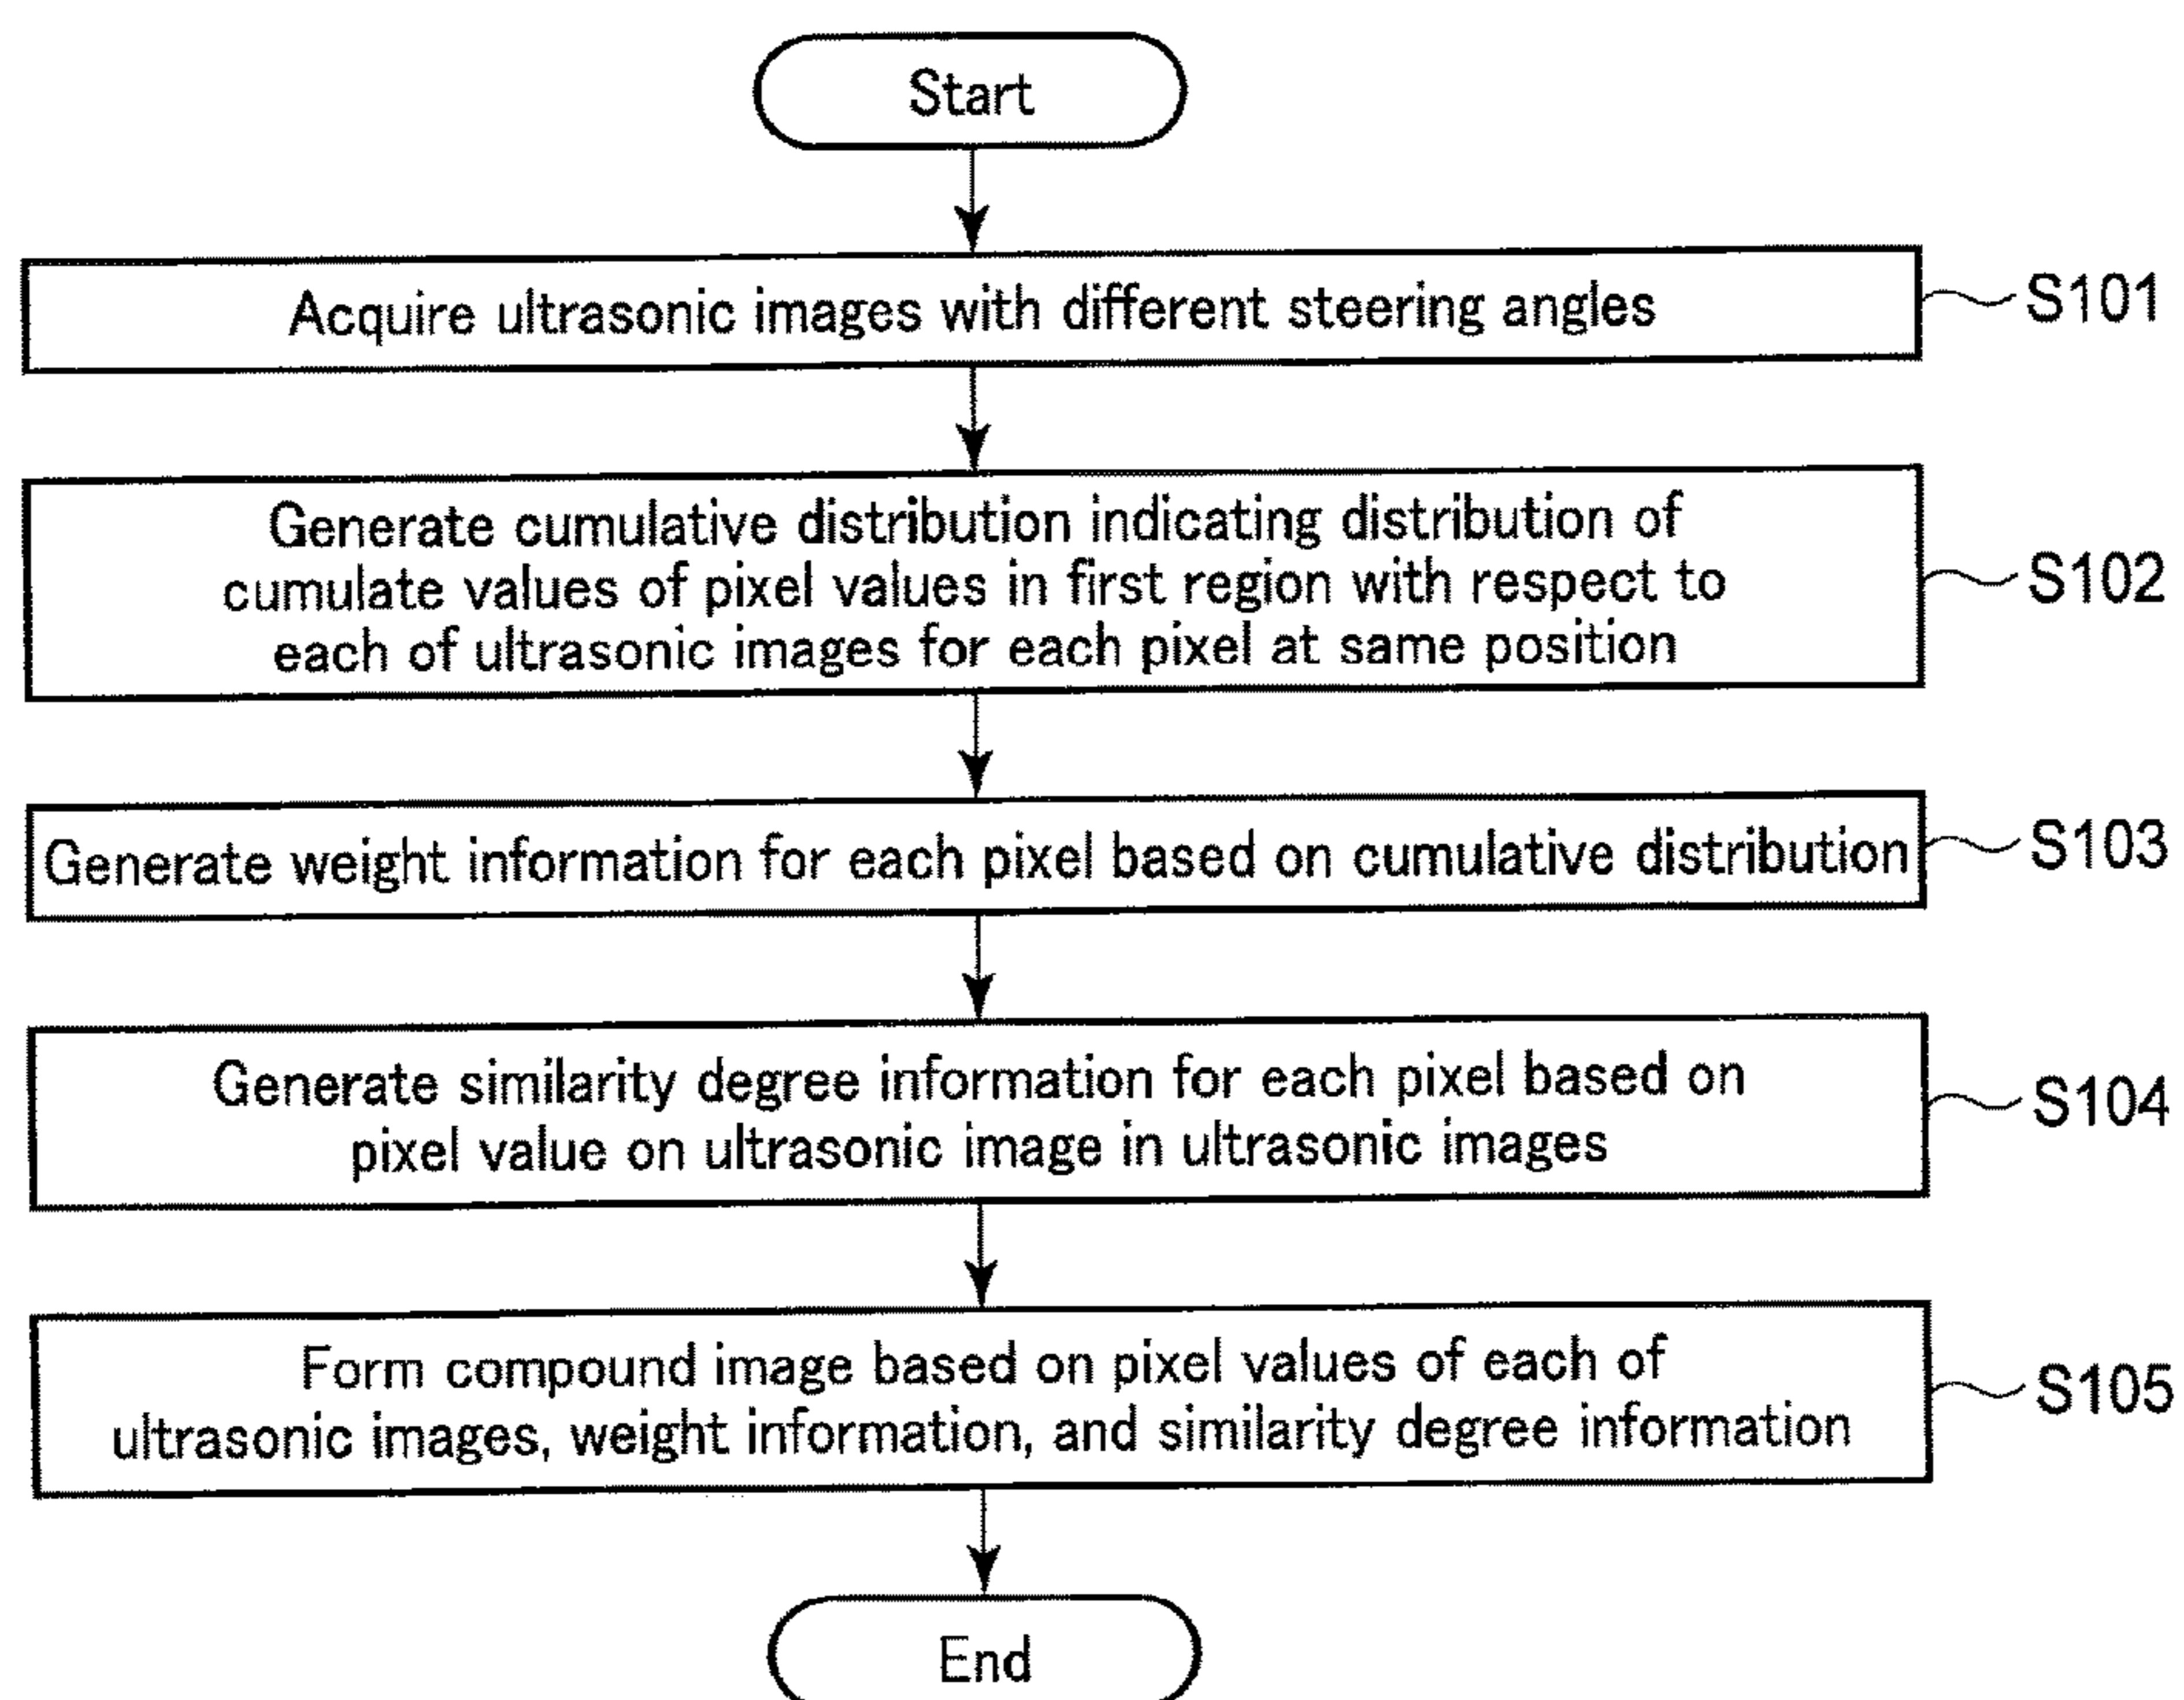 Start
Acquire ultrasonic images with different steering angles
S101
Generate cumulative distribution indicating distribution of
cumulate values of pixel values in first region with respect to
each of ultrasonic images for each pixel at same position
S102
Generate weight information for each pixel based on cumulative distribution
S103
Generate similarity degree information for each pixel based on
pixel value on ultrasonic image in ultrasonic images
S104
Form compound image based on pixel values of each of
ultrasonic images, weight information, and similarity degree information
S105
End